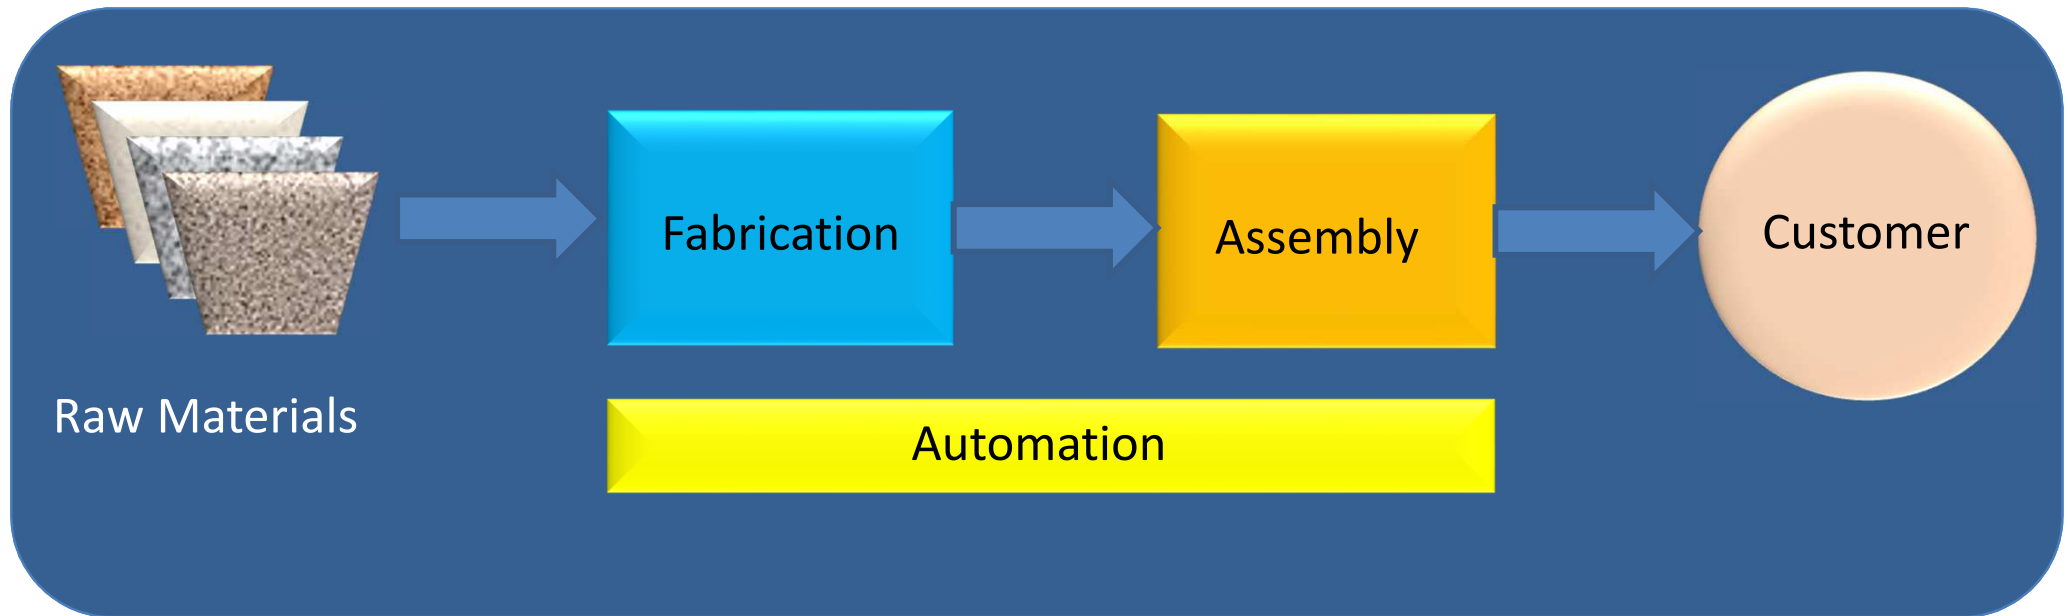 Raw Materials
Fabrication
Assembly
Customer
Automation